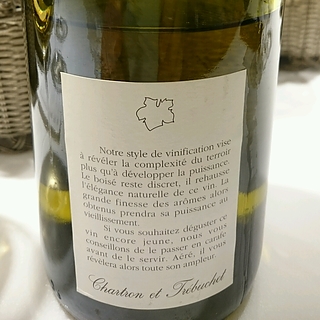 Notre style de vinification vise
à révéler la complexité du terroir
plus qu'à développer la puissance.
Le boisé reste discret, il rehausse
l'élégance naturelle de ce vin. La
grande finesse des arômes alors
obtenus prendra sa puissance au
vieillissement.
Si vous souhaitez déguster ce
vin encore jeune, nous vous
conseillons de le passer en carafe
avant de le servir. Aéré, il vous
révélera alors toute son ampleur.
Chartron et Trébuchet